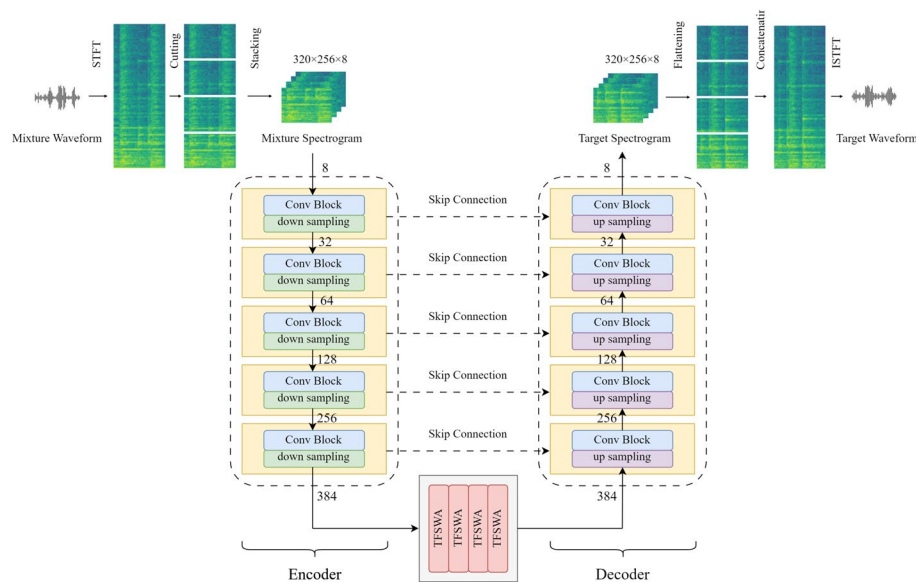 STFT
Cutting
Stacking
320×256×8
Mixture Waveform
Mixture Spectrogram
320×256×8
Flattening
Concatenatir
ISTFT
Target Spectrogram
Target Waveform
8
8
Conv Block
down sampling
Skip Connection
Conv Block
up sampling
32
32
Conv Block
down sampling
Skip Connection
Conv Block
up sampling
64
64
Conv Block
down sampling
Skip Connection
Conv Block
up sampling
128
128
Conv Block
down sampling
Skip Connection
Conv Block
up sampling
256
256
Conv Block
down sampling
Skip Connection
Conv Block
up sampling
384
384
TFSWA
TFSWA
TFSWA
TFSWA
Encoder
Decoder